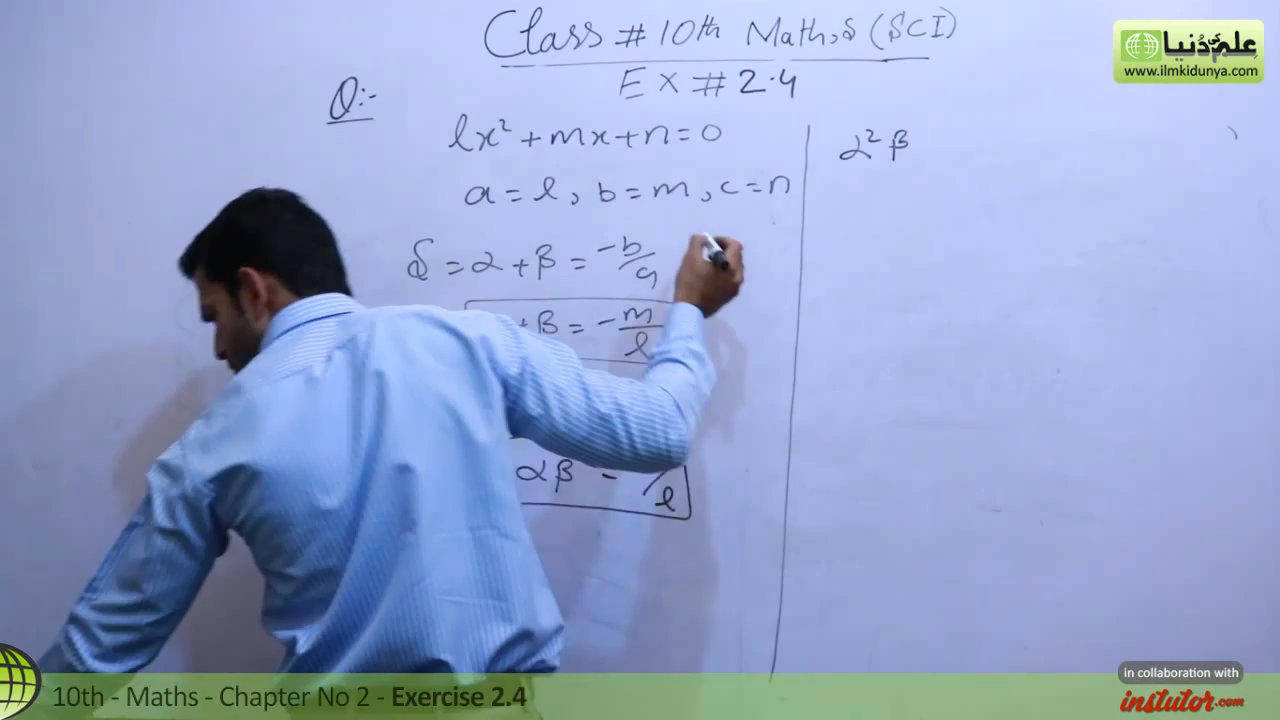 Class # 10th Maths (SCI)
EX # 2.4
Q:-
lx² + mx + n = 0
a = l, b = m, c = n
S = α + β = -b/a
+ β = - m/l
αβ = /l
α² β
علم کی دنیا
www.ilmkidunya.com
10th - Maths - Chapter No 2 - Exercise 2.4
in collaboration with
instutor.com